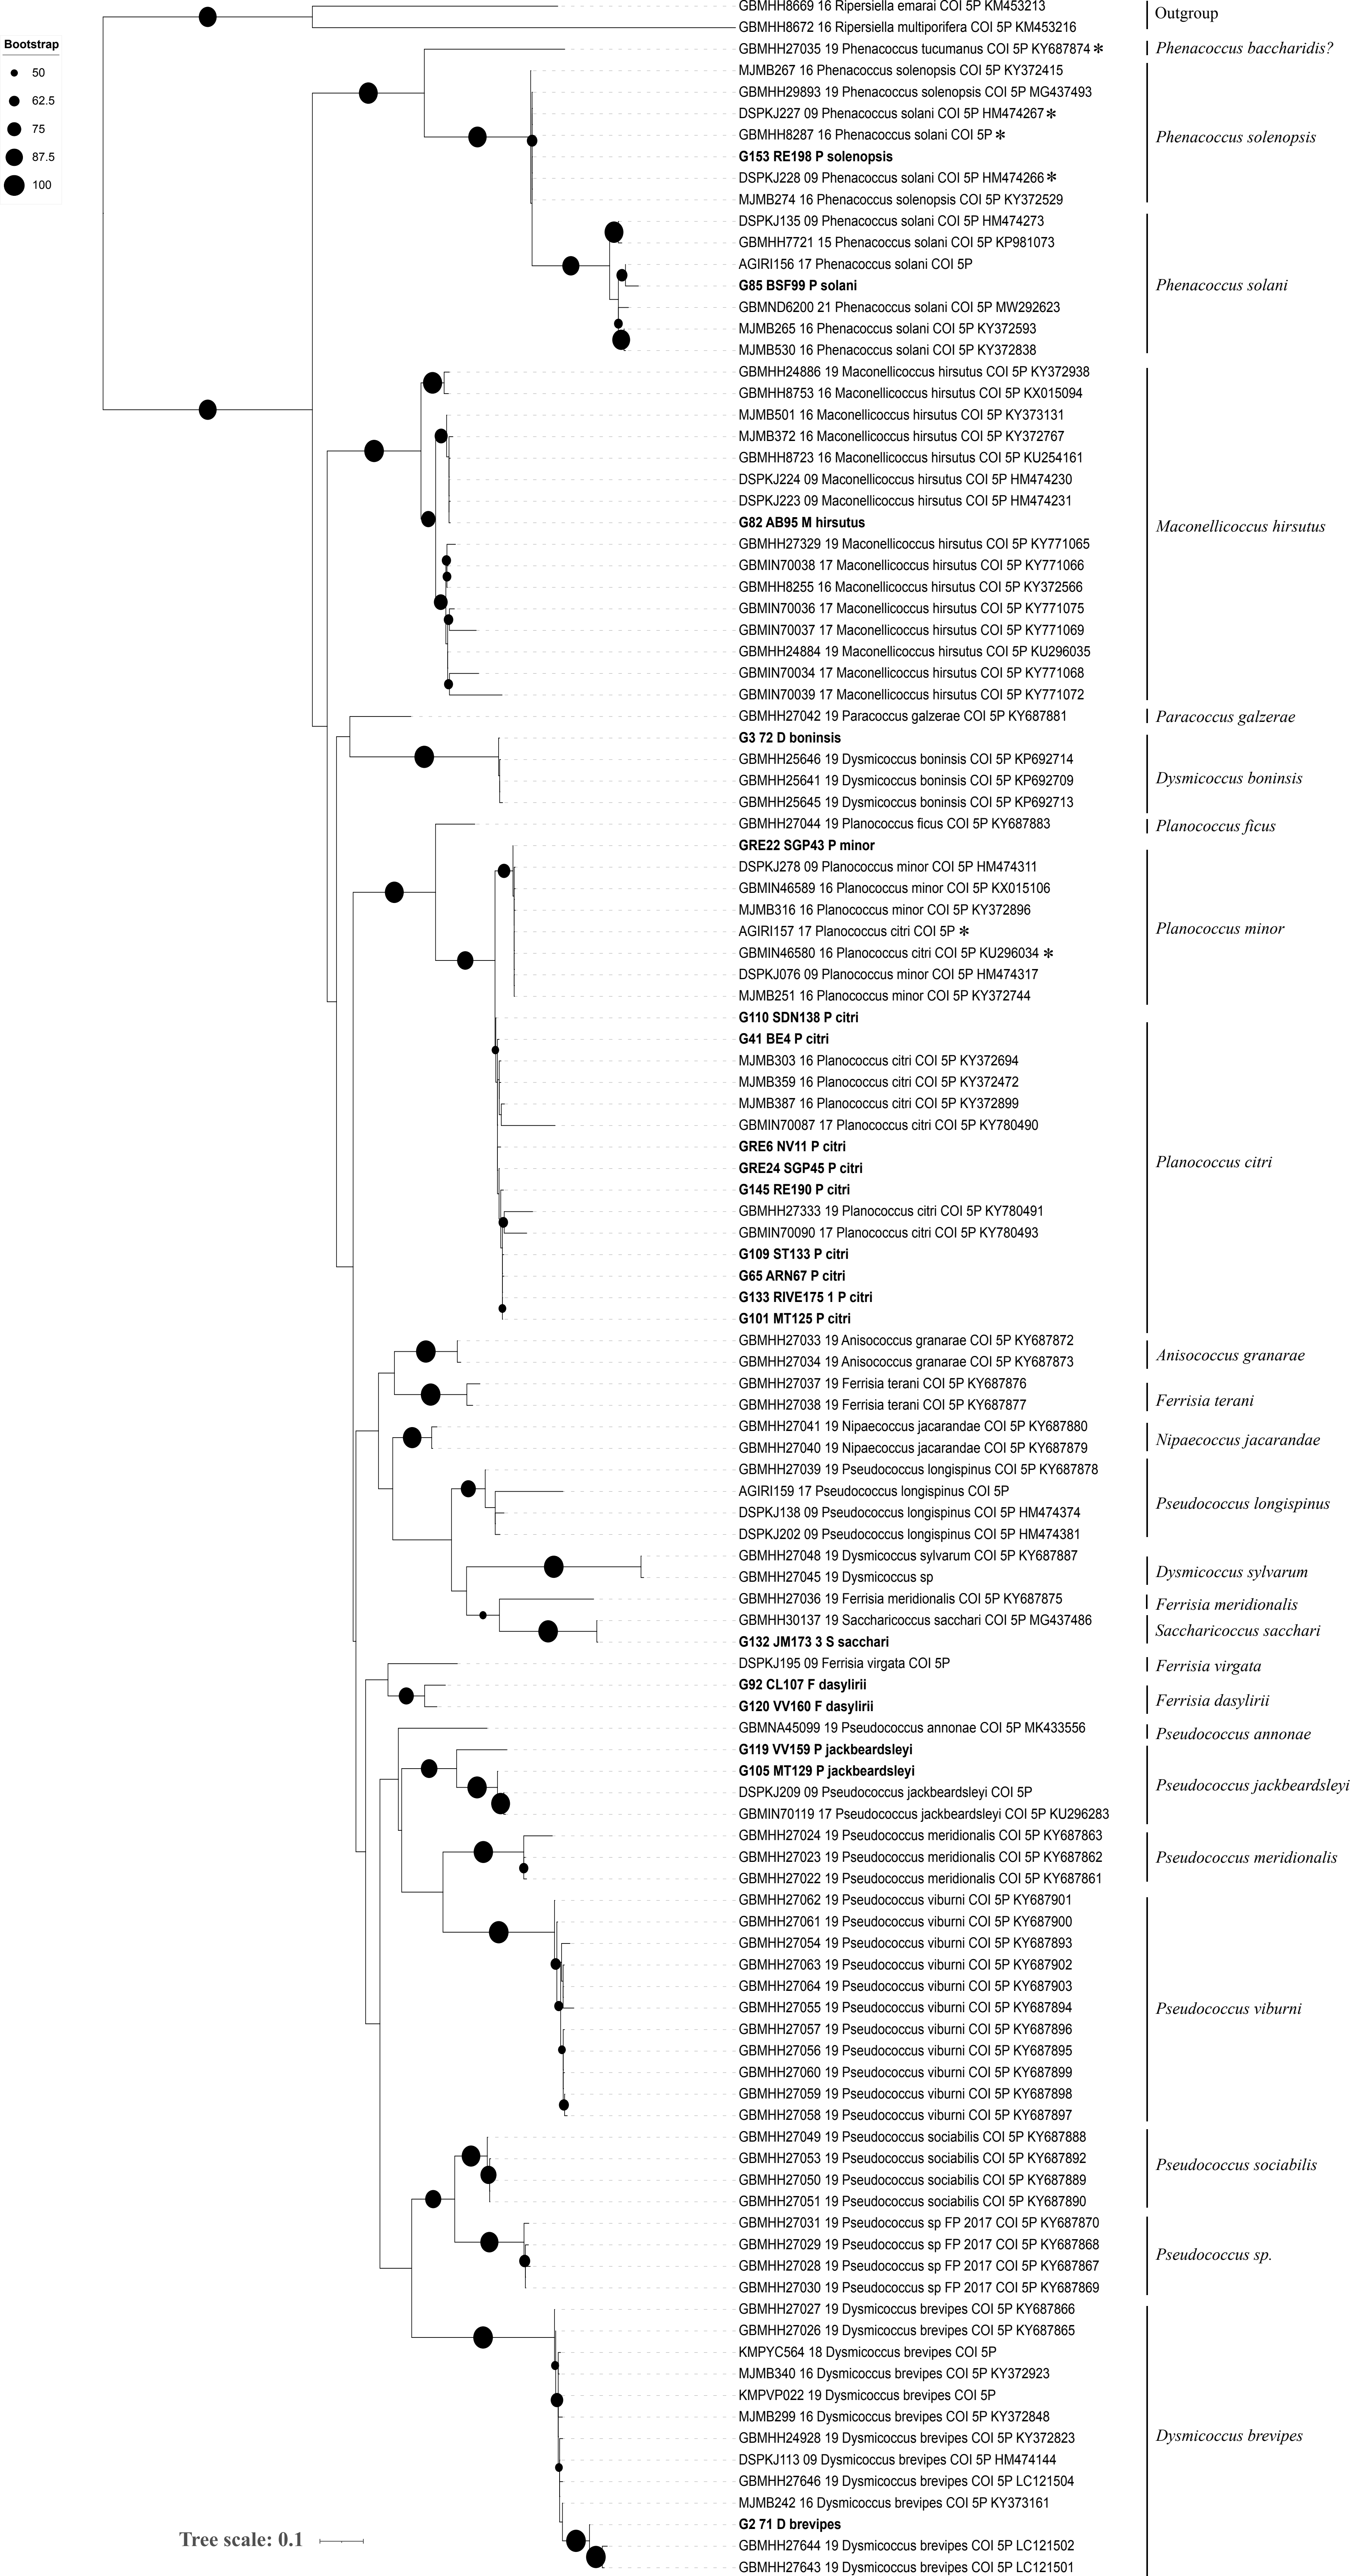 GBMHH8669 16 Ripersiella emarai COI 5P KM453213
Outgroup
GBMHH8672 16 Ripersiella multiporifera COI 5P KM453216
Bootstrap
50
62.5
75
87.5
100
GBMHH27035 19 Phenacoccus tucumanus COI 5P KY687874 *
Phenacoccus baccharidis?
MJMB267 16 Phenacoccus solenopsis COI 5P KY372415
GBMHH29893 19 Phenacoccus solenopsis COI 5P MG437493
DSPKJ227 09 Phenacoccus solani COI 5P HM474267 *
GBMHH8287 16 Phenacoccus solani COI 5P *
Phenacoccus solenopsis
G153 RE198 P solenopsis
DSPKJ228 09 Phenacoccus solani COI 5P HM474266 *
MJMB274 16 Phenacoccus solenopsis COI 5P KY372529
DSPKJ135 09 Phenacoccus solani COI 5P HM474273
GBMHH7721 15 Phenacoccus solani COI 5P KP981073
AGIRI156 17 Phenacoccus solani COI 5P
G85 BSF99 P solani
Phenacoccus solani
GBMND6200 21 Phenacoccus solani COI 5P MW292623
MJMB265 16 Phenacoccus solani COI 5P KY372593
MJMB530 16 Phenacoccus solani COI 5P KY372838
GBMHH24886 19 Maconellicoccus hirsutus COI 5P KY372938
GBMHH8753 16 Maconellicoccus hirsutus COI 5P KX015094
MJMB501 16 Maconellicoccus hirsutus COI 5P KY373131
MJMB372 16 Maconellicoccus hirsutus COI 5P KY372767
GBMHH8723 16 Maconellicoccus hirsutus COI 5P KU254161
DSPKJ224 09 Maconellicoccus hirsutus COI 5P HM474230
DSPKJ223 09 Maconellicoccus hirsutus COI 5P HM474231
G82 AB95 M hirsutus
Maconellicoccus hirsutus
GBMHH27329 19 Maconellicoccus hirsutus COI 5P KY771065
GBMIN70038 17 Maconellicoccus hirsutus COI 5P KY771066
GBMHH8255 16 Maconellicoccus hirsutus COI 5P KY372566
GBMIN70036 17 Maconellicoccus hirsutus COI 5P KY771075
GBMIN70037 17 Maconellicoccus hirsutus COI 5P KY771069
GBMHH24884 19 Maconellicoccus hirsutus COI 5P KU296035
GBMIN70034 17 Maconellicoccus hirsutus COI 5P KY771068
GBMIN70039 17 Maconellicoccus hirsutus COI 5P KY771072
GBMHH27042 19 Paracoccus galzerae COI 5P KY687881
Paracoccus galzerae
G3 72 D boninsis
GBMHH25646 19 Dysmicoccus boninsis COI 5P KP692714
Dysmicoccus boninsis
GBMHH25641 19 Dysmicoccus boninsis COI 5P KP692709
GBMHH25645 19 Dysmicoccus boninsis COI 5P KP692713
GBMHH27044 19 Planococcus ficus COI 5P KY687883
Planococcus ficus
GRE22 SGP43 P minor
DSPKJ278 09 Planococcus minor COI 5P HM474311
GBMIN46589 16 Planococcus minor COI 5P KX015106
MJMB316 16 Planococcus minor COI 5P KY372896
Planococcus minor
AGIRI157 17 Planococcus citri COI 5P *
GBMIN46580 16 Planococcus citri COI 5P KU296034 *
DSPKJ076 09 Planococcus minor COI 5P HM474317
MJMB251 16 Planococcus minor COI 5P KY372744
G110 SDN138 P citri
G41 BE4 P citri
MJMB303 16 Planococcus citri COI 5P KY372694
MJMB359 16 Planococcus citri COI 5P KY372472
MJMB387 16 Planococcus citri COI 5P KY372899
GBMIN70087 17 Planococcus citri COI 5P KY780490
GRE6 NV11 P citri
Planococcus citri
GRE24 SGP45 P citri
G145 RE190 P citri
GBMHH27333 19 Planococcus citri COI 5P KY780491
GBMIN70090 17 Planococcus citri COI 5P KY780493
G109 ST133 P citri
G65 ARN67 P citri
G133 RIVE175 1 P citri
G101 MT125 P citri
GBMHH27033 19 Anisococcus granarae COI 5P KY687872
Anisococcus granarae
GBMHH27034 19 Anisococcus granarae COI 5P KY687873
GBMHH27037 19 Ferrisia terani COI 5P KY687876
Ferrisia terani
GBMHH27038 19 Ferrisia terani COI 5P KY687877
GBMHH27041 19 Nipaecoccus jacarandae COI 5P KY687880
Nipaecoccus jacarandae
GBMHH27040 19 Nipaecoccus jacarandae COI 5P KY687879
GBMHH27039 19 Pseudococcus longispinus COI 5P KY687878
AGIRI159 17 Pseudococcus longispinus COI 5P
Pseudococcus longispinus
DSPKJ138 09 Pseudococcus longispinus COI 5P HM474374
DSPKJ202 09 Pseudococcus longispinus COI 5P HM474381
GBMHH27048 19 Dysmicoccus sylvarum COI 5P KY687887
Dysmicoccus sylvarum
GBMHH27045 19 Dysmicoccus sp
GBMHH27036 19 Ferrisia meridionalis COI 5P KY687875
Ferrisia meridionalis
GBMHH30137 19 Saccharicoccus sacchari COI 5P MG437486
Saccharicoccus sacchari
G132 JM173 3 S sacchari
DSPKJ195 09 Ferrisia virgata COI 5P
Ferrisia virgata
G92 CL107 F dasylirii
Ferrisia dasylirii
G120 VV160 F dasylirii
GBMNA45099 19 Pseudococcus annonae COI 5P MK433556
Pseudococcus annonae
G119 VV159 P jackbeardsleyi
G105 MT129 P jackbeardsleyi
Pseudococcus jackbeardsleyi
DSPKJ209 09 Pseudococcus jackbeardsleyi COI 5P
GBMIN70119 17 Pseudococcus jackbeardsleyi COI 5P KU296283
GBMHH27024 19 Pseudococcus meridionalis COI 5P KY687863
GBMHH27023 19 Pseudococcus meridionalis COI 5P KY687862
Pseudococcus meridionalis
GBMHH27022 19 Pseudococcus meridionalis COI 5P KY687861
GBMHH27062 19 Pseudococcus viburni COI 5P KY687901
GBMHH27061 19 Pseudococcus viburni COI 5P KY687900
GBMHH27054 19 Pseudococcus viburni COI 5P KY687893
GBMHH27063 19 Pseudococcus viburni COI 5P KY687902
GBMHH27064 19 Pseudococcus viburni COI 5P KY687903
GBMHH27055 19 Pseudococcus viburni COI 5P KY687894
Pseudococcus viburni
GBMHH27057 19 Pseudococcus viburni COI 5P KY687896
GBMHH27056 19 Pseudococcus viburni COI 5P KY687895
GBMHH27060 19 Pseudococcus viburni COI 5P KY687899
GBMHH27059 19 Pseudococcus viburni COI 5P KY687898
GBMHH27058 19 Pseudococcus viburni COI 5P KY687897
GBMHH27049 19 Pseudococcus sociabilis COI 5P KY687888
GBMHH27053 19 Pseudococcus sociabilis COI 5P KY687892
Pseudococcus sociabilis
GBMHH27050 19 Pseudococcus sociabilis COI 5P KY687889
GBMHH27051 19 Pseudococcus sociabilis COI 5P KY687890
GBMHH27031 19 Pseudococcus sp FP 2017 COI 5P KY687870
GBMHH27029 19 Pseudococcus sp FP 2017 COI 5P KY687868
Pseudococcus sp.
GBMHH27028 19 Pseudococcus sp FP 2017 COI 5P KY687867
GBMHH27030 19 Pseudococcus sp FP 2017 COI 5P KY687869
GBMHH27027 19 Dysmicoccus brevipes COI 5P KY687866
GBMHH27026 19 Dysmicoccus brevipes COI 5P KY687865
KMPYC564 18 Dysmicoccus brevipes COI 5P
MJMB340 16 Dysmicoccus brevipes COI 5P KY372923
KMPVP022 19 Dysmicoccus brevipes COI 5P
MJMB299 16 Dysmicoccus brevipes COI 5P KY372848
GBMHH24928 19 Dysmicoccus brevipes COI 5P KY372823
Dysmicoccus brevipes
DSPKJ113 09 Dysmicoccus brevipes COI 5P HM474144
GBMHH27646 19 Dysmicoccus brevipes COI 5P LC121504
MJMB242 16 Dysmicoccus brevipes COI 5P KY373161
G2 71 D brevipes
Tree scale: 0.1
GBMHH27644 19 Dysmicoccus brevipes COI 5P LC121502
GBMHH27643 19 Dysmicoccus brevipes COI 5P LC121501